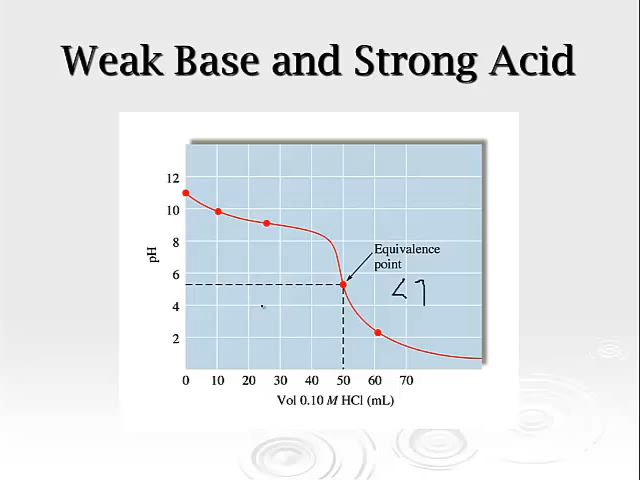 Weak Base and Strong Acid
12
10
8
6
4
2
pH
Equivalence
point
<7
0 10 20 30 40 50 60 70
Vol 0.10 M HCl (mL)